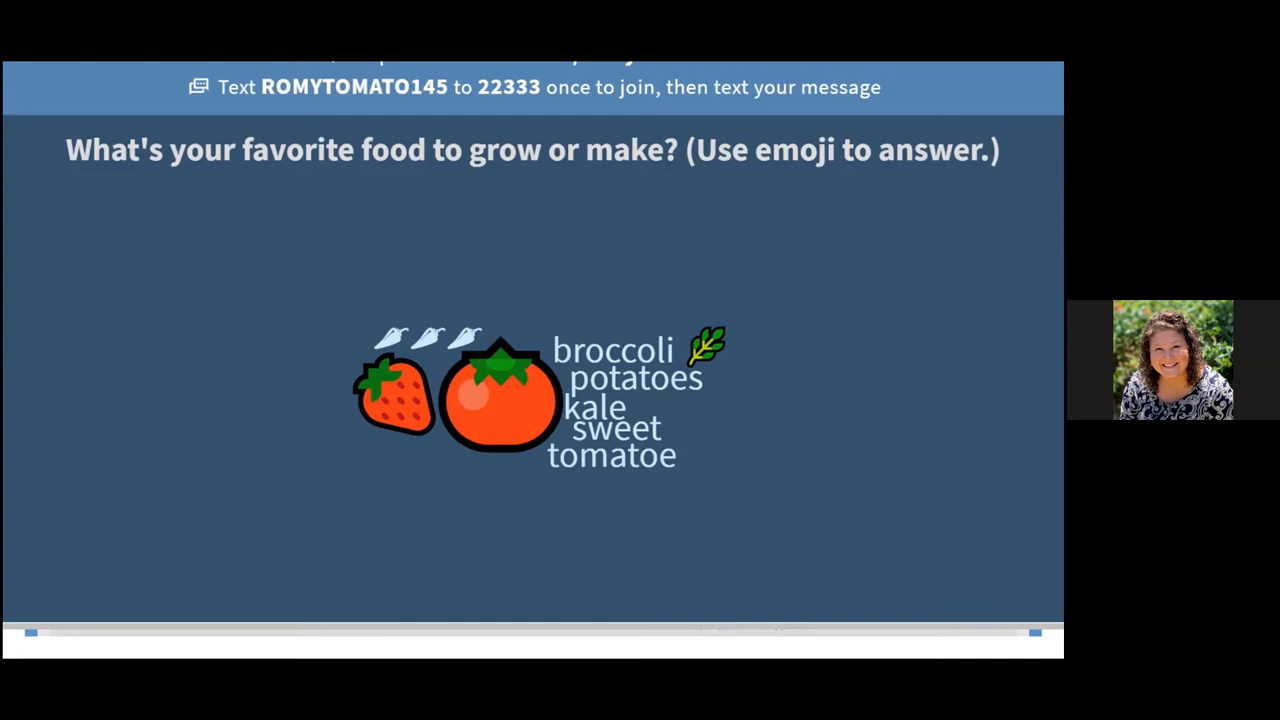 Text ROMYTOMATO145 to 22333 once to join, then text your message
What's your favorite food to grow or make? (Use emoji to answer.)
broccoli
potatoes
kale
sweet
tomatoe